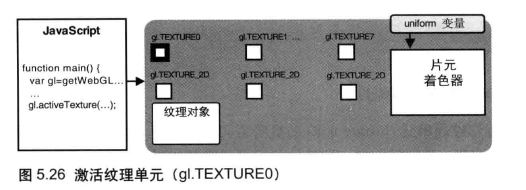 JavaScript
function main() {
var gl=getWebGL…
…
gl.activeTexture(…);
gl.TEXTURE0
gl.TEXTURE1 …
gl.TEXTURE7
gl.TEXTURE_2D
gl.TEXTURE_2D
gl.TEXTURE_2D
纹理对象
uniform 变量
片元
着色器
图 5.26 激活纹理单元（gl.TEXTURE0）